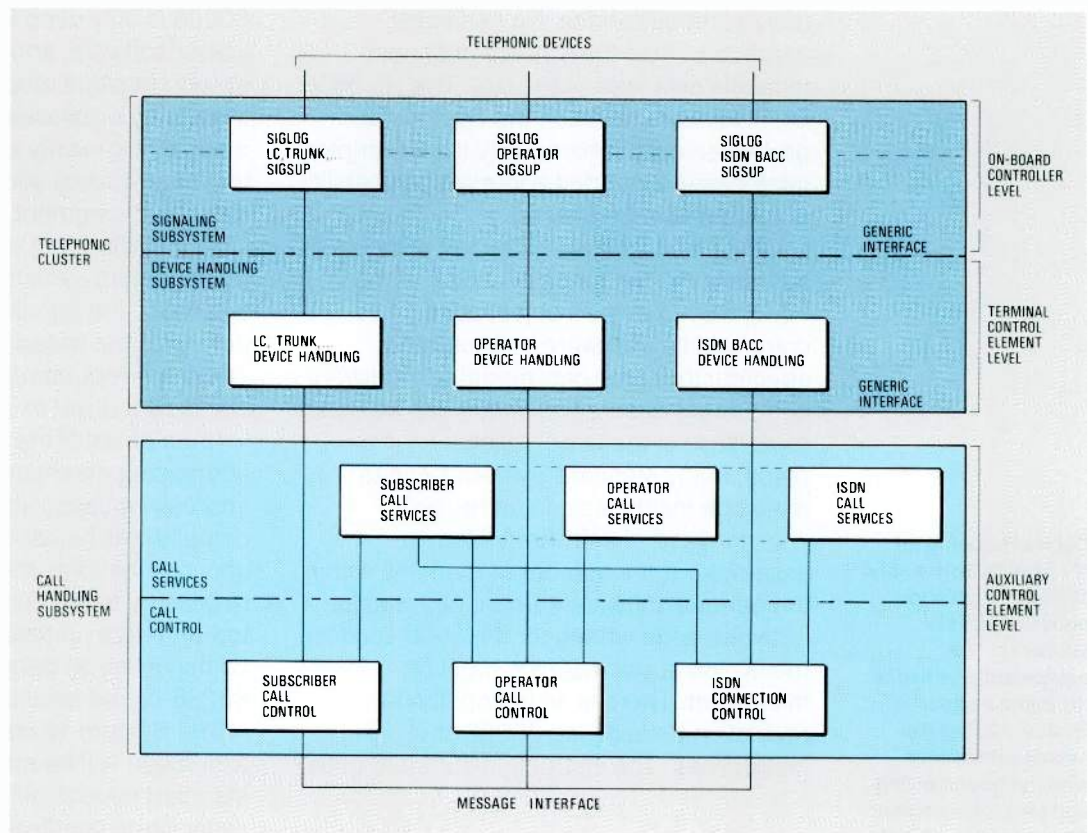 TELEPHONIC DEVICES
SIGLOG
LC,TRUNK,...
SIGSUP
SIGLOG
OPERATOR
SIGSUP
SIGLOG
ISDN BACC
SIGSUP
ON-BOARD
CONTROLLER
LEVEL
SIGNALING
SUBSYSTEM
GENERIC
INTERFACE
TELEPHONIC
CLUSTER
DEVICE HANDLING
SUBSYSTEM
LC, TRUNK,...
DEVICE HANDLING
OPERATOR
DEVICE HANDLING
ISDN BACC
DEVICE HANDLING
TERMINAL
CONTROL
ELEMENT
LEVEL
GENERIC
INTERFACE
SUBSCRIBER
CALL
SERVICES
OPERATOR
CALL
SERVICES
ISDN
CALL
SERVICES
CALL
HANDLING
SUBSYSTEM
CALL
SERVICES
CALL
CONTROL
AUXILIARY
CONTROL
ELEMENT
LEVEL
SUBSCRIBER
CALL
CONTROL
OPERATOR
CALL
CONTROL
ISDN
CONNECTION
CONTROL
MESSAGE INTERFACE